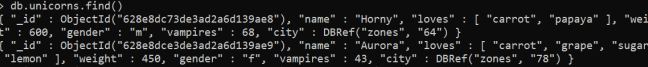 > db.unicorns.find()
{ "_id" : ObjectId("628e8dc73de3ad2a6d139ae8"), "name" : "Horny", "loves" : [ "carrot", "papaya" ], "wei
t" : 600, "gender" : "m", "vampires" : 68, "city" : DBRef("zones", "64") }
{ "_id" : ObjectId("628e8dce3de3ad2a6d139ae9"), "name" : "Aurora", "loves" : [ "carrot", "grape", "sugar
"lemon" ], "weight" : 450, "gender" : "f", "vampires" : 43, "city" : DBRef("zones", "78") }